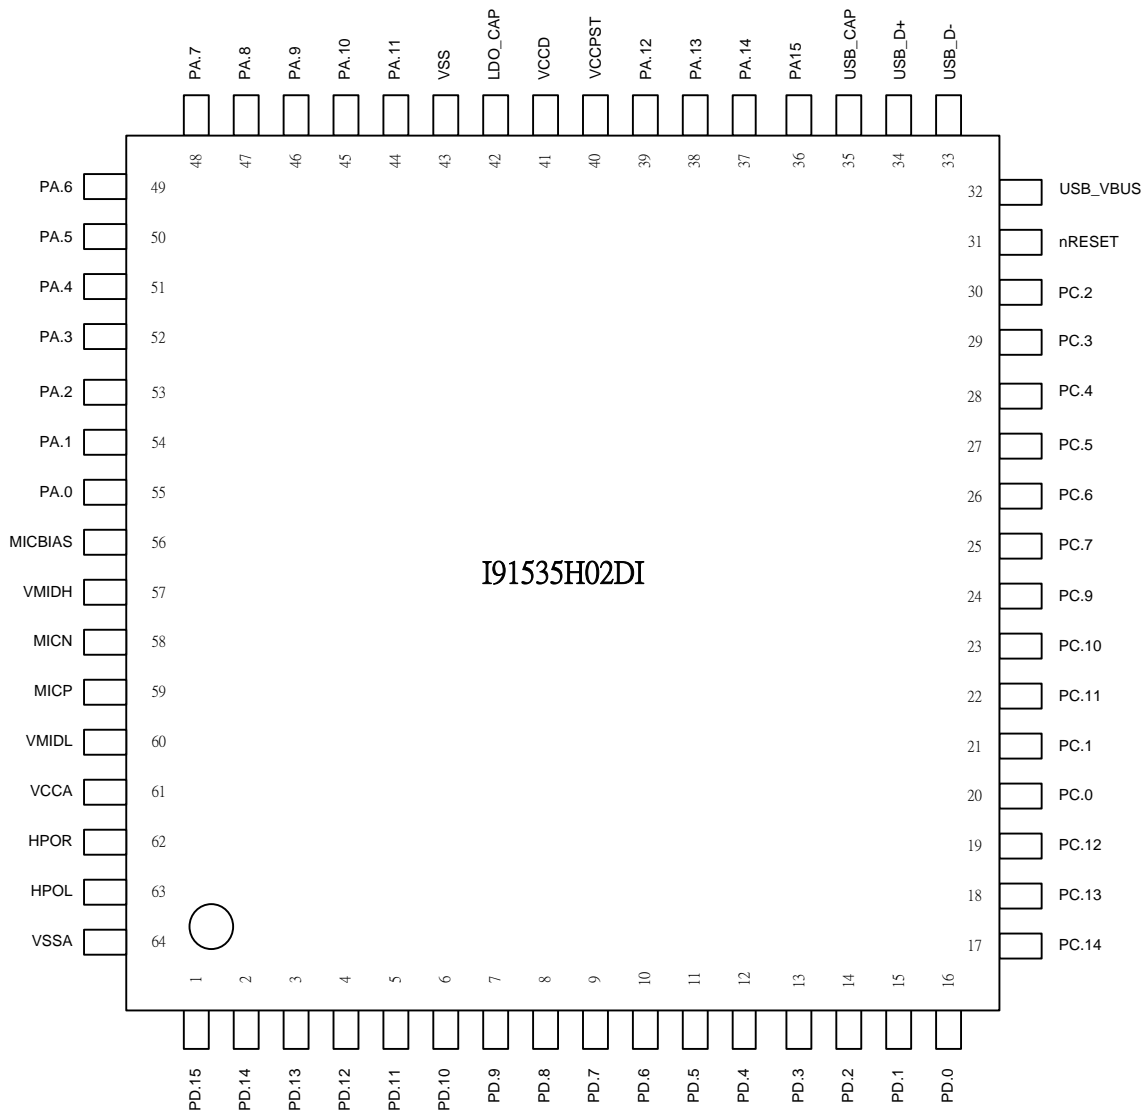 PA.7
PA.8
PA.9
PA.10
PA.11
VSS
LDO_CAP
VCCD
VCCPST
PA.12
PA.13
PA.14
PA15
USB_CAP
USB_D+
USB_D-
48
47
46
45
44
43
42
41
40
39
38
37
36
35
34
33
PA.6 49
PA.5 50
PA.4 51
PA.3 52
PA.2 53
PA.1 54
PA.0 55
MICBIAS 56
VMIDH 57
MICN 58
MICP 59
VMIDL 60
VCCA 61
HPOR 62
HPOL 63
VSSA 64
I91535H02DI
32 USB_VBUS
31 nRESET
30 PC.2
29 PC.3
28 PC.4
27 PC.5
26 PC.6
25 PC.7
24 PC.9
23 PC.10
22 PC.11
21 PC.1
20 PC.0
19 PC.12
18 PC.13
17 PC.14
1
2
3
4
5
6
7
8
9
10
11
12
13
14
15
16
PD.15
PD.14
PD.13
PD.12
PD.11
PD.10
PD.9
PD.8
PD.7
PD.6
PD.5
PD.4
PD.3
PD.2
PD.1
PD.0